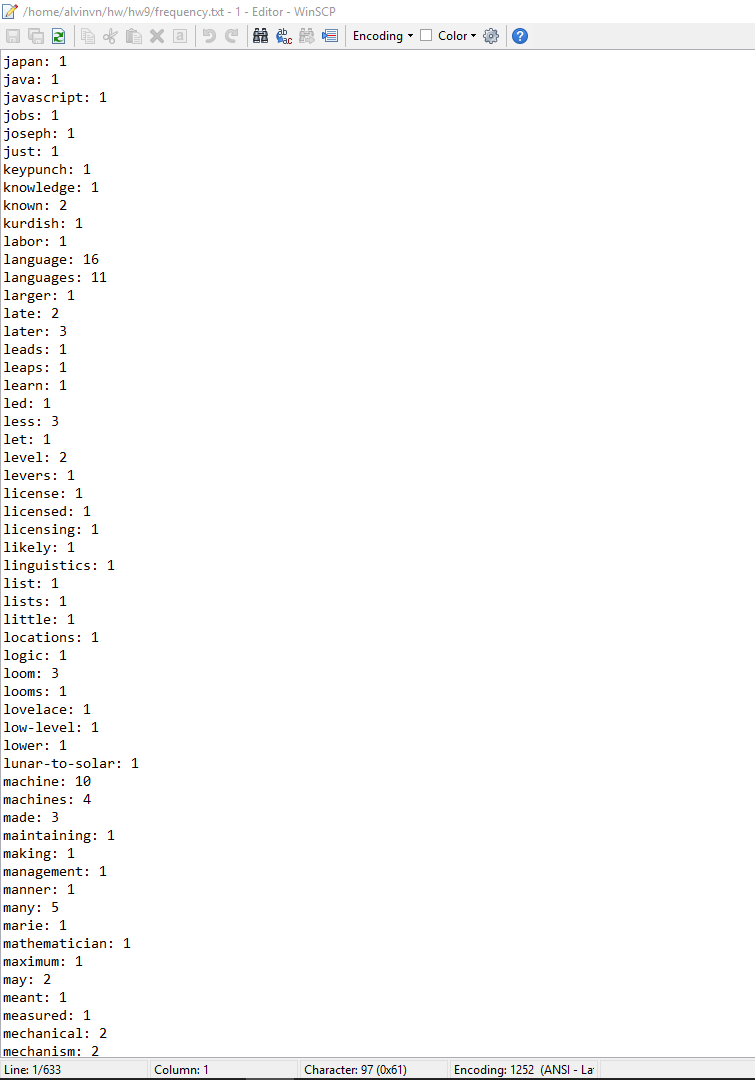 /home/alvinvn/hw/hw9/frequency.txt - 1 - Editor - WinSCP
Encoding Color
japan: 1
java: 1
javascript: 1
jobs: 1
joseph: 1
just: 1
keypunch: 1
knowledge: 1
known: 2
kurdish: 1
labor: 1
language: 16
languages: 11
larger: 1
late: 2
later: 3
leads: 1
leaps: 1
learn: 1
led: 1
less: 3
let: 1
level: 2
levers: 1
license: 1
licensed: 1
licensing: 1
likely: 1
linguistics: 1
list: 1
lists: 1
little: 1
locations: 1
logic: 1
loom: 3
looms: 1
lovelace: 1
low-level: 1
lower: 1
lunar-to-solar: 1
machine: 10
machines: 4
made: 3
maintaining: 1
making: 1
management: 1
manner: 1
many: 5
marie: 1
mathematician: 1
maximum: 1
may: 2
meant: 1
measured: 1
mechanical: 2
mechanism: 2
Line: 1/633 Column: 1 Character: 97 (0x61) Encoding: 1252 (ANSI - La